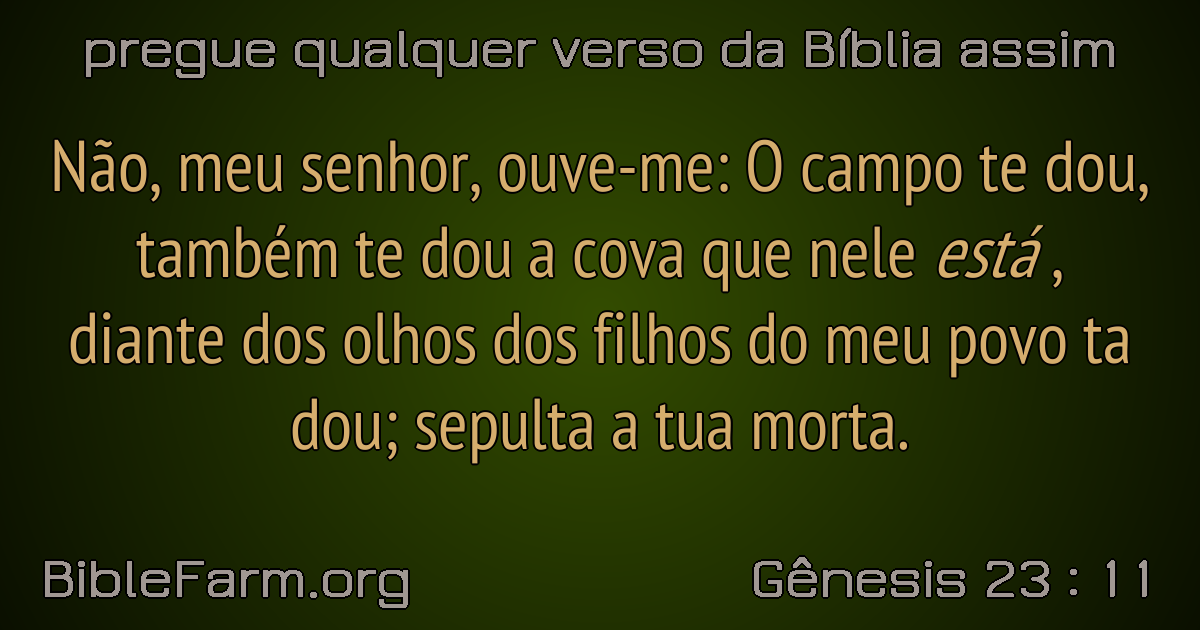 pregue qualquer verso da Bíblia assim
Não, meu senhor, ouve-me: O campo te dou,
também te dou a cova que nele está ,
diante dos olhos dos filhos do meu povo ta
dou; sepulta a tua morta.
BibleFarm.org
Gênesis 23 : 11